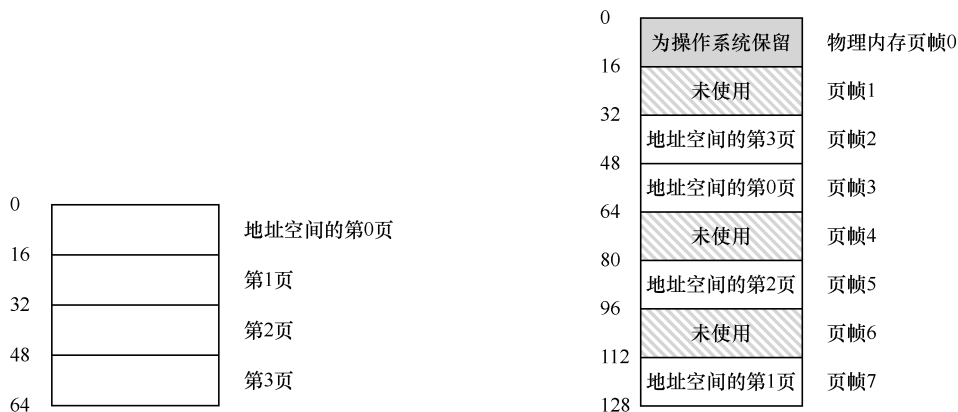 0
地址空间的第0页
16
第1页
32
第2页
48
第3页
64
0
为操作系统保留 物理内存页帧0
16
未使用 页帧1
32
地址空间的第3页 页帧2
48
地址空间的第0页 页帧3
64
未使用 页帧4
80
地址空间的第2页 页帧5
96
未使用 页帧6
112
地址空间的第1页 页帧7
128